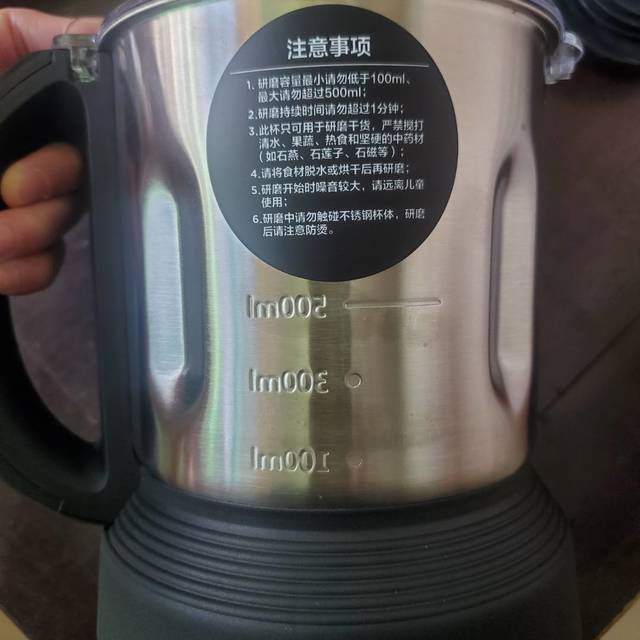 注意事项
1. 研磨容量最小请勿低于100ml、
最大请勿超过500ml；
2. 研磨持续时间请勿超过1分钟；
3. 此杯只可用于研磨干货，严禁搅打
清水、果蔬、热食和坚硬的中药材
（如石燕、石莲子、石磁等）；
4. 请将食材脱水或烘干后再研磨；
5. 研磨开始时噪音较大，请远离儿童
使用；
6. 研磨中请勿触碰不锈钢杯体，研磨
后请注意防烫。
500ml
300ml
100ml